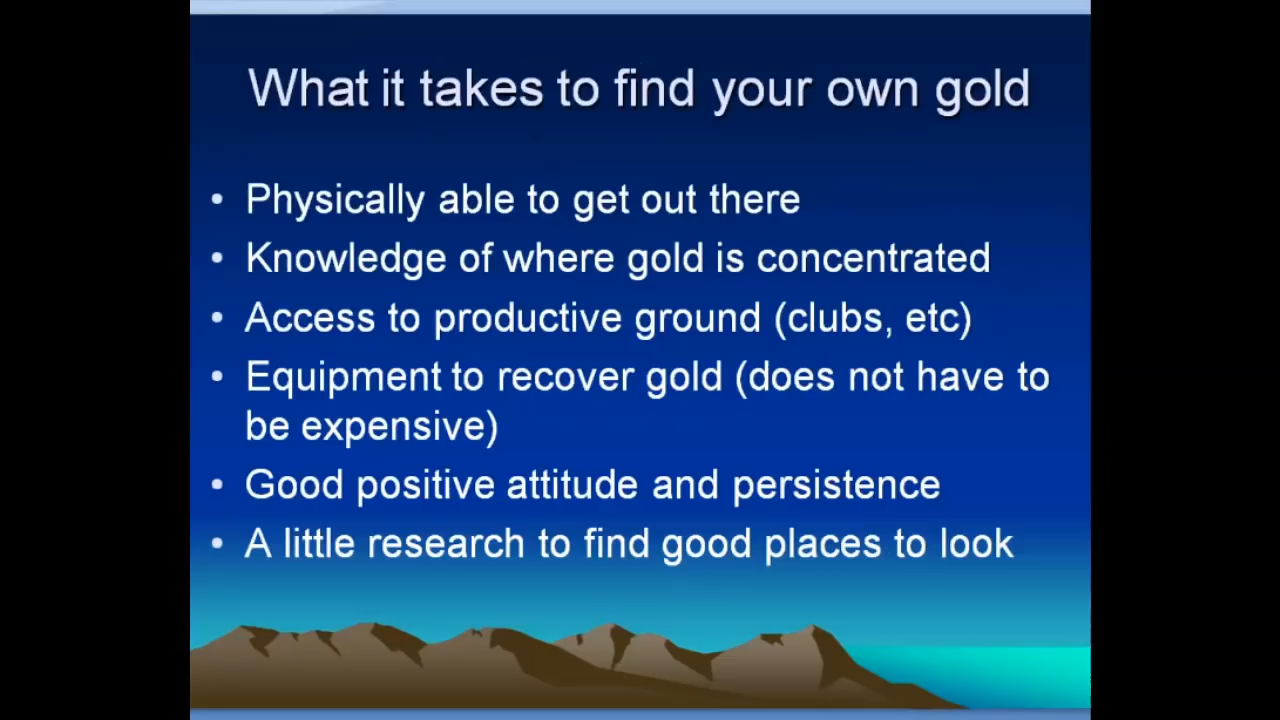 What it takes to find your own gold
• Physically able to get out there
• Knowledge of where gold is concentrated
• Access to productive ground (clubs, etc)
• Equipment to recover gold (does not have to
be expensive)
• Good positive attitude and persistence
• A little research to find good places to look